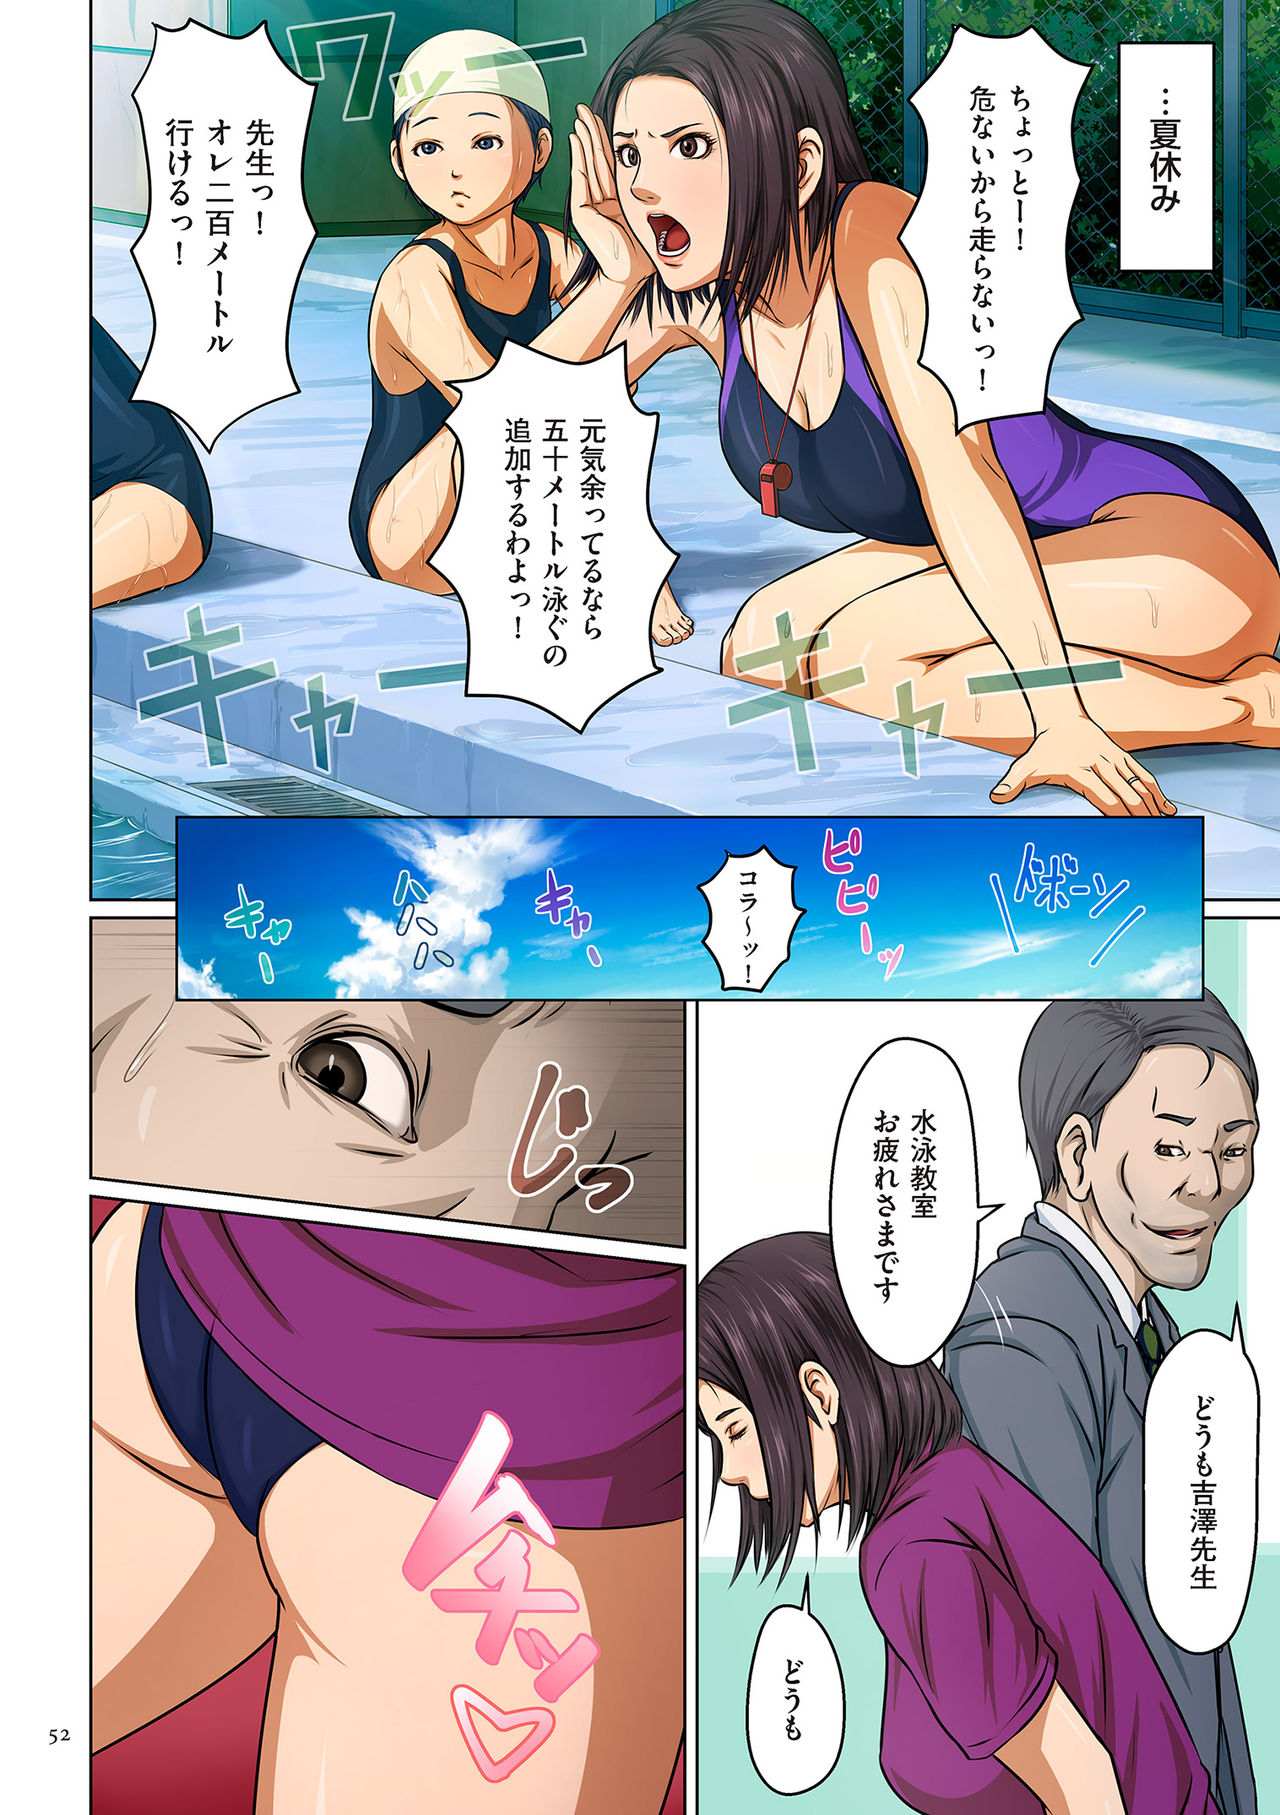 …夏休み
ちょっとー！
危ないから走らないっ！
ワッー
元気余ってるなら
五十メートル泳ぐの
追加するわよっ！
先生っ！
オレ二百メートル
行けるっ！
キャー
キャー
ドボーン
ピピピーッ
コラ〜ッ！
キャー
ハハハ
キャー
水泳教室
お疲れさまです
どうも吉澤先生
どうも
じっ
ムチッ♡
52